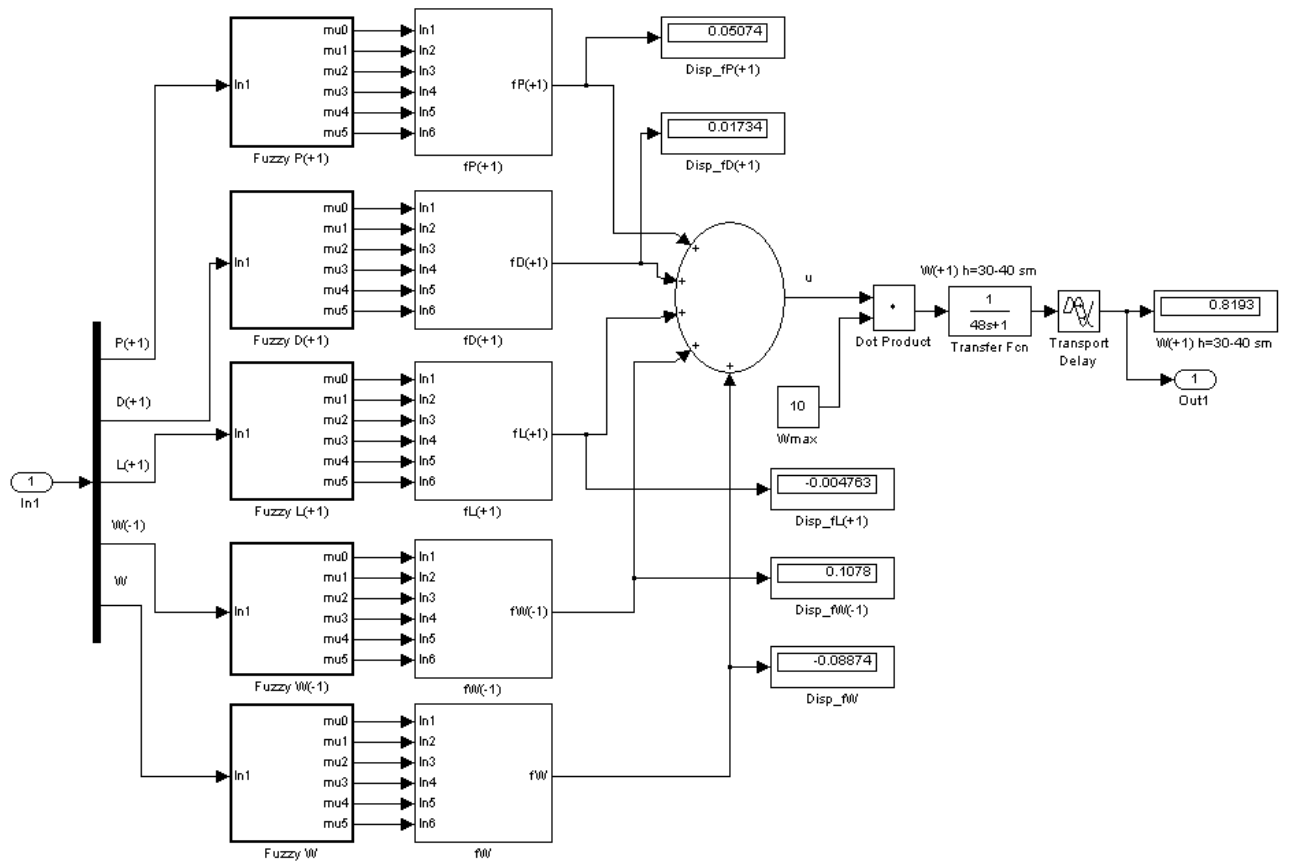 In1
mu0
mu1
mu2
mu3
mu4
mu5
Fuzzy P(+1)
In1
In2
In3
In4
In5
In6
fP(+1)
fP(+1)
0.05074
Disp_fP(+1)
0.01734
Disp_fD(+1)
In1
mu0
mu1
mu2
mu3
mu4
mu5
Fuzzy D(+1)
In1
In2
In3
In4
In5
In6
fD(+1)
fD(+1)
P(+1)
D(+1)
L(+1)
W(-1)
W
1
In1
In1
mu0
mu1
mu2
mu3
mu4
mu5
Fuzzy L(+1)
In1
In2
In3
In4
In5
In6
fL(+1)
fL(+1)
+
+
+
+
+
u
10
Wmax
Dot Product
W(+1) h=30-40 sm
1
48s+1
Transfer Fcn
Transport
Delay
0.8193
W(+1) h=30-40 sm
1
Out1
-0.004763
Disp_fL(+1)
In1
mu0
mu1
mu2
mu3
mu4
mu5
Fuzzy W(-1)
In1
In2
In3
In4
In5
In6
fW(-1)
fW(-1)
0.1078
Disp_fW(-1)
-0.08874
Disp_fW
In1
mu0
mu1
mu2
mu3
mu4
mu5
Fuzzy W
In1
In2
In3
In4
In5
In6
fW
fW